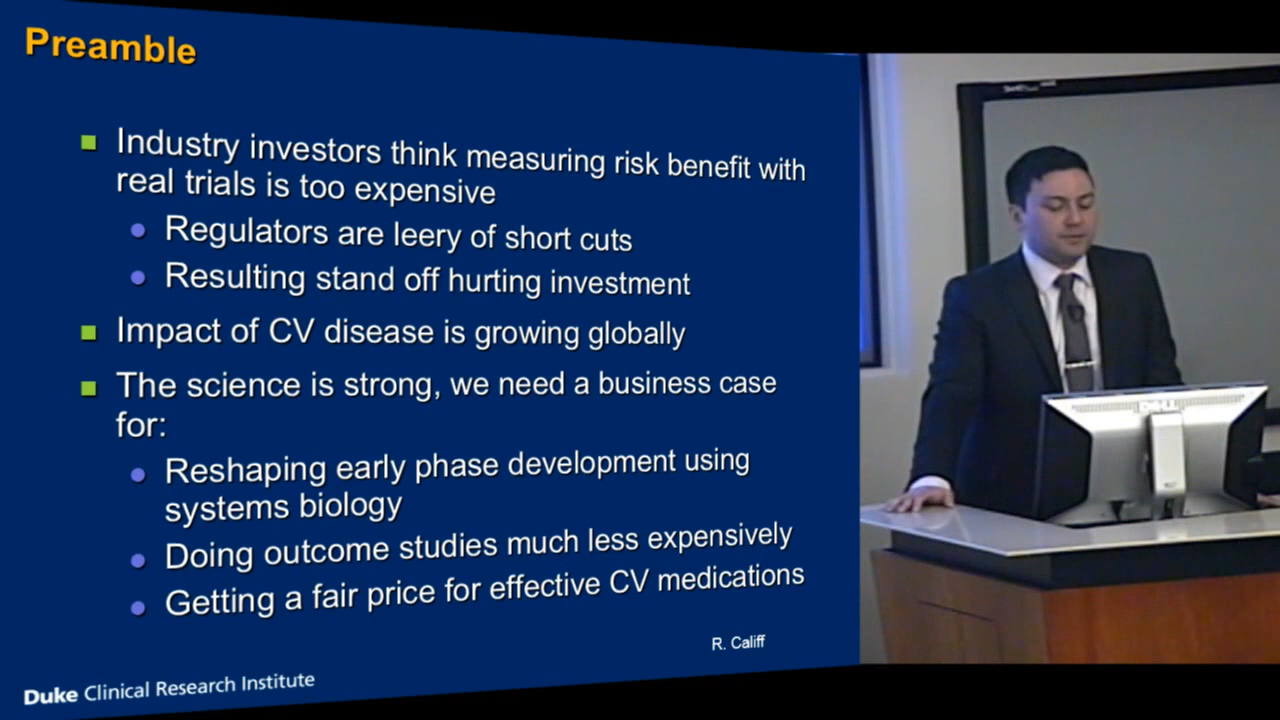 Preamble
Industry investors think measuring risk benefit with
real trials is too expensive
Regulators are leery of short cuts
Resulting stand off hurting investment
Impact of CV disease is growing globally
The science is strong, we need a business case
for:
Reshaping early phase development using
systems biology
Doing outcome studies much less expensively
Getting a fair price for effective CV medications
R. Califf
Duke Clinical Research Institute
DELL